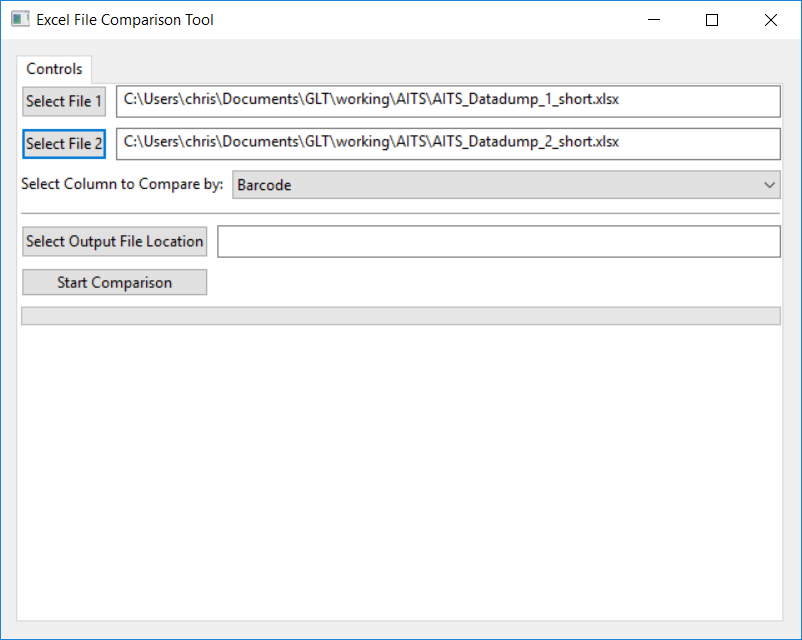 Excel File Comparison Tool
Controls
Select File 1 C:\Users\chris\Documents\GLT\working\AITS\AITS_Datadump_1_short.xlsx
Select File 2 C:\Users\chris\Documents\GLT\working\AITS\AITS_Datadump_2_short.xlsx
Select Column to Compare by: Barcode
Select Output File Location
Start Comparison